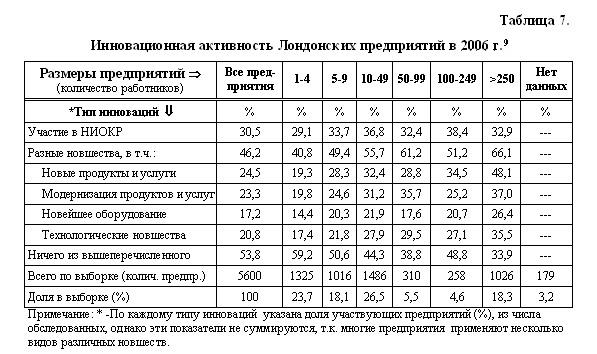 Таблица 7.
Инновационная активность Лондонских предприятий в 2006 г.9
Размеры предприятий ⇒ (количество работников) Все пред-приятия 1-4 5-9 10-49 50-99 100-249 >250 Нет данных
*Тип инноваций ⇓ % % % % % % % %
Участие в НИОКР 30,5 29,1 33,7 36,8 32,4 38,4 32,9 ---
Разные новшества, в т.ч.: 46,2 40,8 49,4 55,7 61,2 51,2 66,1 ---
Новые продукты и услуги 24,5 19,3 28,3 32,4 28,8 34,5 48,1 ---
Модернизация продуктов и услуг 23,3 19,8 24,6 31,2 35,7 25,2 37,0 ---
Новейшее оборудование 17,2 14,4 20,3 21,9 17,6 20,7 26,4 ---
Технологические новшества 20,8 17,4 21,8 27,9 29,5 27,1 35,5 ---
Ничего из вышеперечисленного 53,8 59,2 50,6 44,3 38,8 48,8 33,9 ---
Всего по выборке (колич. предпр.) 5600 1325 1016 1486 310 258 1026 179
Доля в выборке (%) 100 23,7 18,1 26,5 5,5 4,6 18,3 3,2
Примечание: * -По каждому типу инноваций указана доля участвующих предприятий (%), из числа
обследованных, однако эти показатели не суммируются, т.к. многие предприятия применяют несколько
видов различных новшеств.